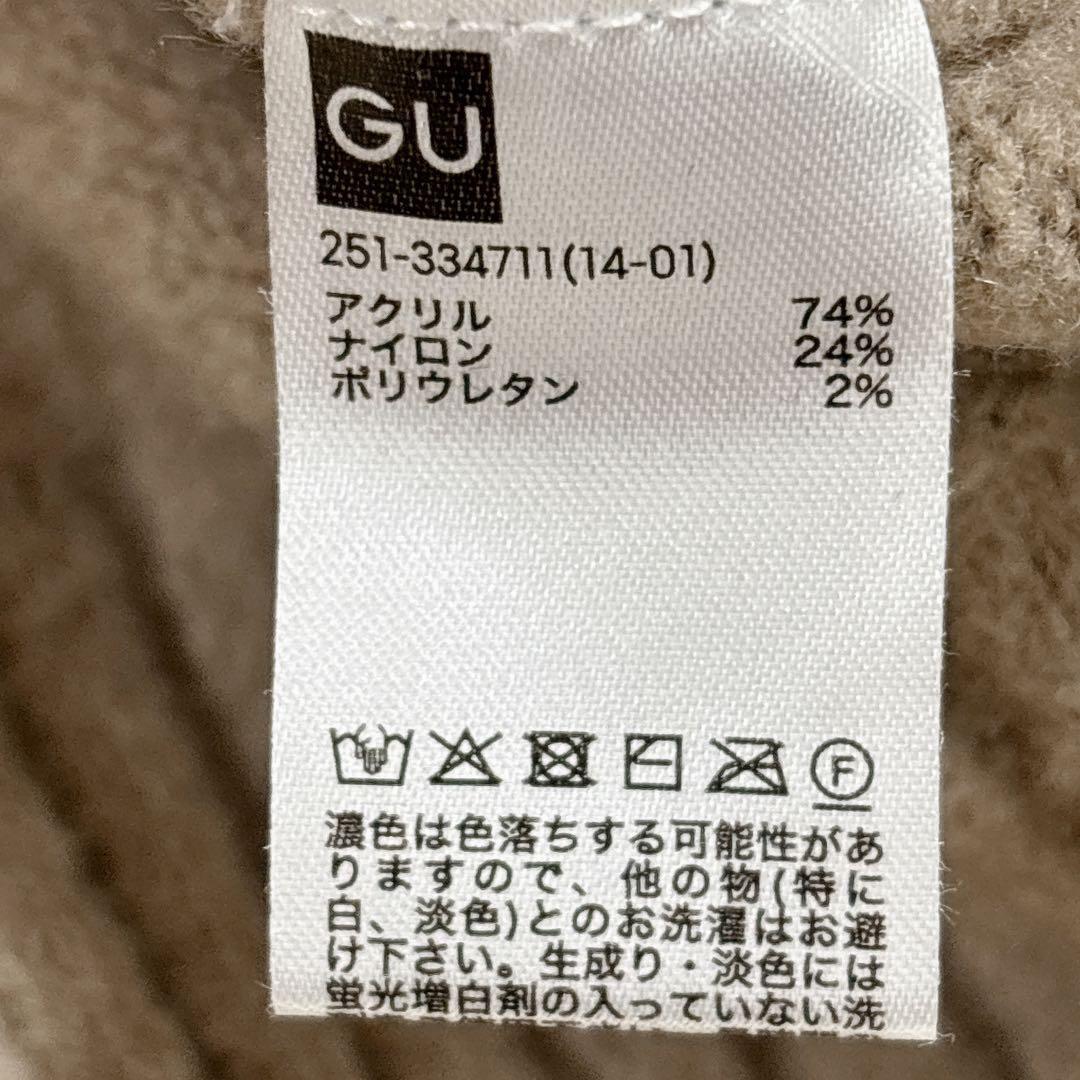 GU
251-334711(14-01)
アクリル 74%
ナイロン 24%
ポリウレタン 2%
F
濃色は色落ちする可能性があ
りますので、他の物(特に
白、淡色)とのお洗濯はお避
け下さい。生成り・淡色には
蛍光増白剤の入っていない洗